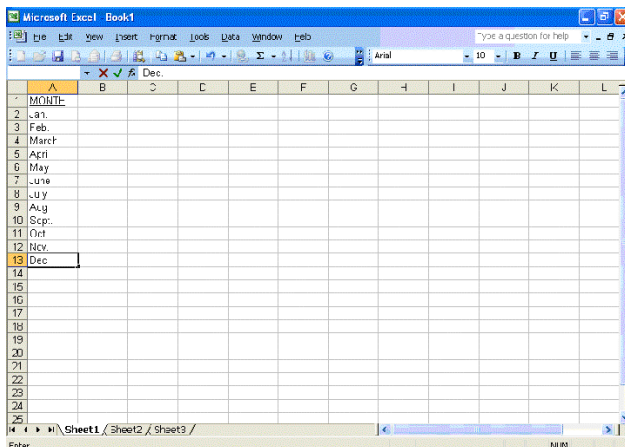 Microsoft Excel - Book1
File Edit View Insert Format Tools Data Window Help Type a question for help
Arial 10 B I U
Dec.
A B C D E F G H I J K L
1 MONTH
2 Jan.
3 Feb.
4 March
5 April
6 May
7 June
8 July
9 Aug
10 Sept.
11 Oct
12 Nov.
13 Dec
14
15
16
17
18
19
20
21
22
23
24
25
Sheet1 / Sheet2 / Sheet3 /
Enter NUM